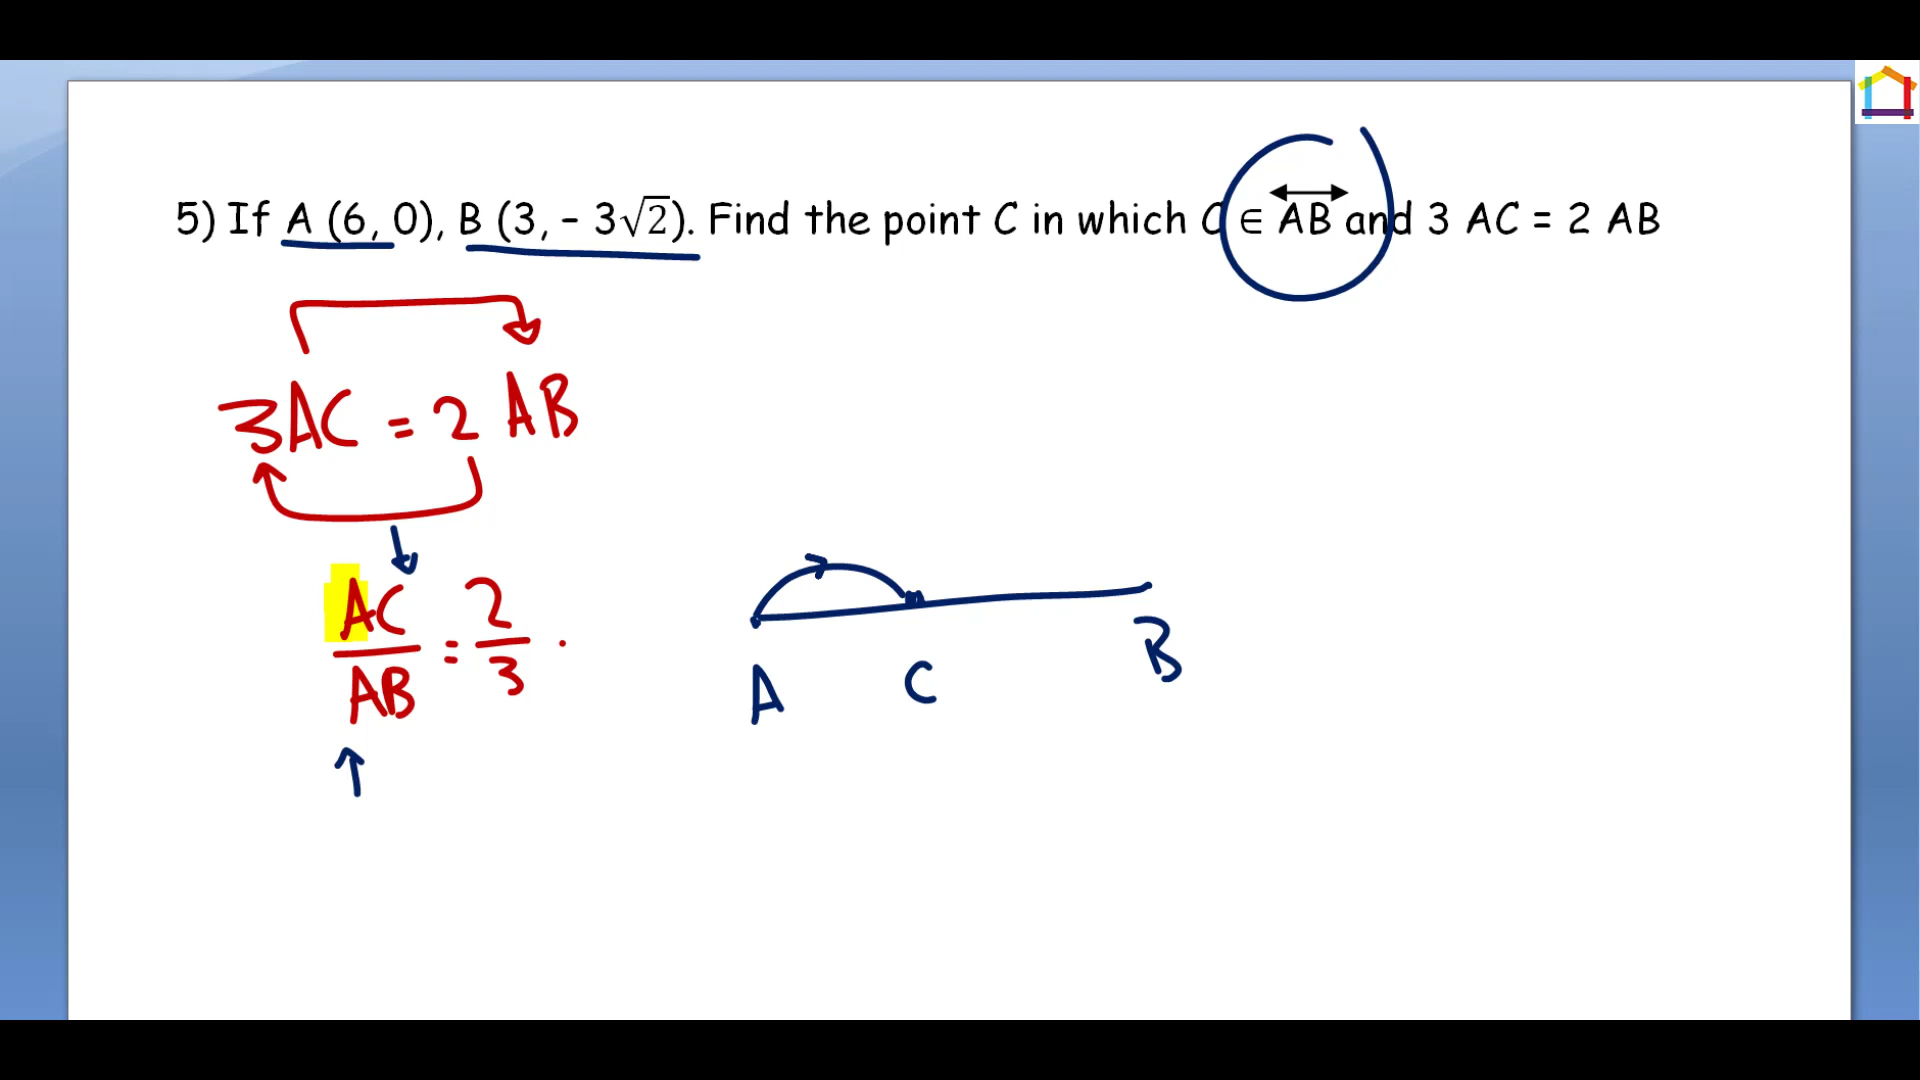 5) If A (6, 0), B (3, - 3√2). Find the point C in which C ∈ AB and 3 AC = 2 AB
3AC = 2 AB
AC/AB = 2/3 .
A C B